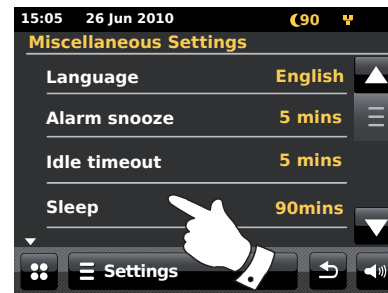 15:05 26 Jun 2010 90
Miscellaneous Settings
Language English
Alarm snooze 5 mins
Idle timeout 5 mins
Sleep 90mins
Settings